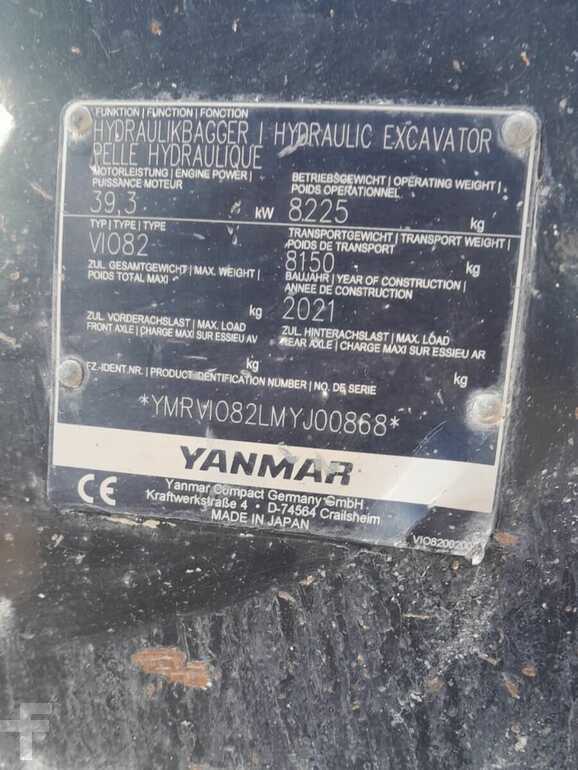 FUNKTION | FUNCTION | FONCTION
HYDRAULIKBAGGER | HYDRAULIC EXCAVATOR
PELLE HYDRAULIQUE
MOTORLEISTUNG | ENGINE POWER |
PUISSANCE MOTEUR
39,3 kW
BETRIEBSGEWICHT | OPERATING WEIGHT |
POIDS OPERATIONNEL
8225 kg
TYP | TYPE | TYPE
VIO82
TRANSPORTGEWICHT | TRANSPORT WEIGHT |
POIDS DE TRANSPORT
8150 kg
ZUL. GESAMTGEWICHT | MAX. WEIGHT |
POIDS TOTAL MAXI
kg
BAUJAHR | YEAR OF CONSTRUCTION |
ANNEE DE CONSTRUCTION
2021
ZUL. VORDERACHSLAST | MAX. LOAD
FRONT AXLE | CHARGE MAXI SUR ESSIEU AV
kg
ZUL. HINTERACHSLAST | MAX. LOAD
REAR AXLE | CHARGE MAXI SUR ESSIEU AR
kg
FZ.-IDENT.NR. | PRODUCT IDENTIFICATION NUMBER | NO. DE SERIE
*YMRVIO82LMYJ00868*
YANMAR
CE
Yanmar Compact Germany GmbH
Kraftwerkstraße 4 • D-74564 Crailsheim
MADE IN JAPAN